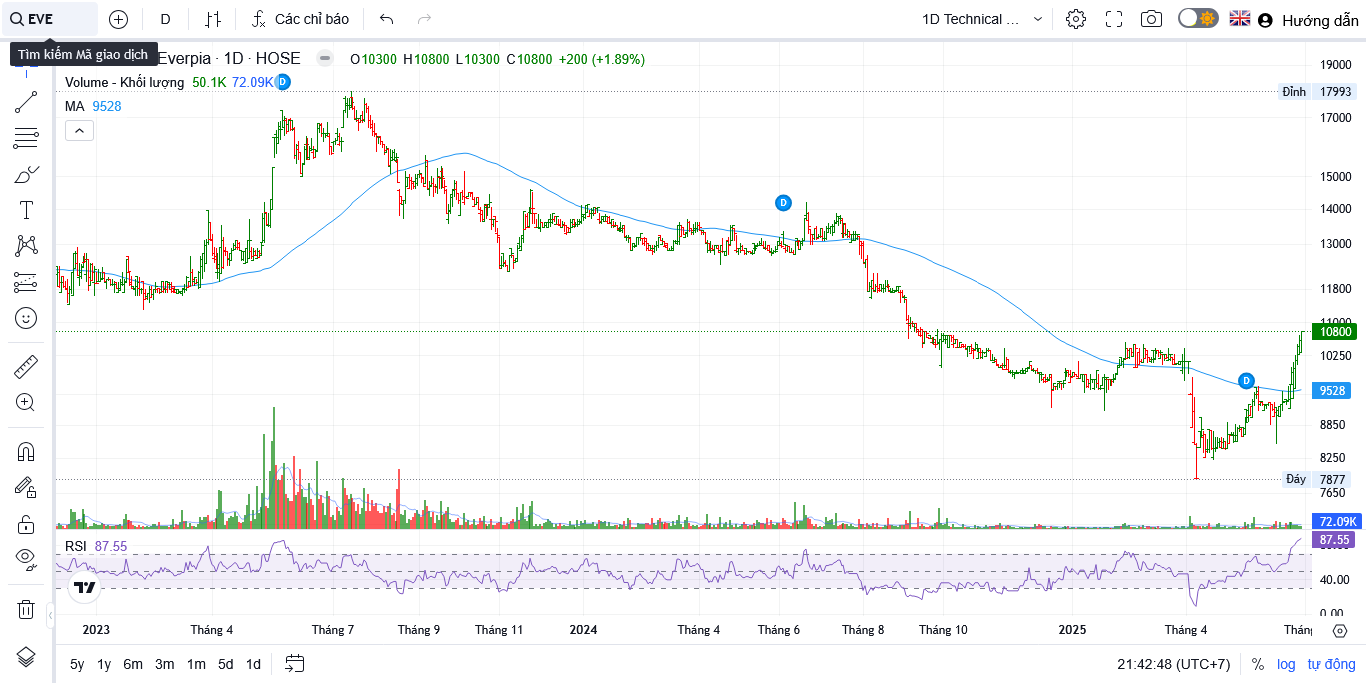 EVE
D
Các chỉ báo
1D Technical ...
Hướng dẫn
Tìm kiếm Mã giao dịch
Everpia · 1D · HOSE
O10300 H10800 L10300 C10800 +200 (+1.89%)
Volume - Khối lượng 50.1K 72.09K
D
MA 9528
D
D
19000
Đỉnh 17993
17000
15000
14000
13000
11800
11000
10800
10250
9528
8850
8250
Đáy 7877
7650
72.09K
RSI 87.55
87.55
40.00
0.00
2023 Tháng 4 Tháng 7 Tháng 9 Tháng 11 2024 Tháng 4 Tháng 6 Tháng 8 Tháng 10 2025 Tháng 4 Tháng
5y 1y 6m 3m 1m 5d 1d
21:42:48 (UTC+7) % log tự động